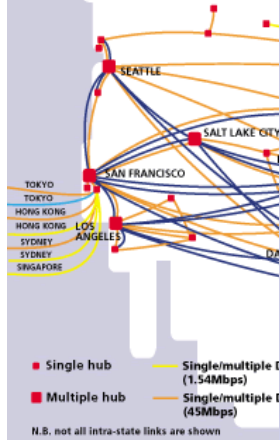 SEATTLE
SALT LAKE CITY
SAN FRANCISCO
TOKYO
TOKYO
HONG KONG
HONG KONG
SYDNEY
SYDNEY
SINGAPORE
LOS
ANGELES
DA
Single hub
Single/multiple D
(1.54Mbps)
Multiple hub
Single/multiple D
(45Mbps)
N.B. not all intra-state links are shown